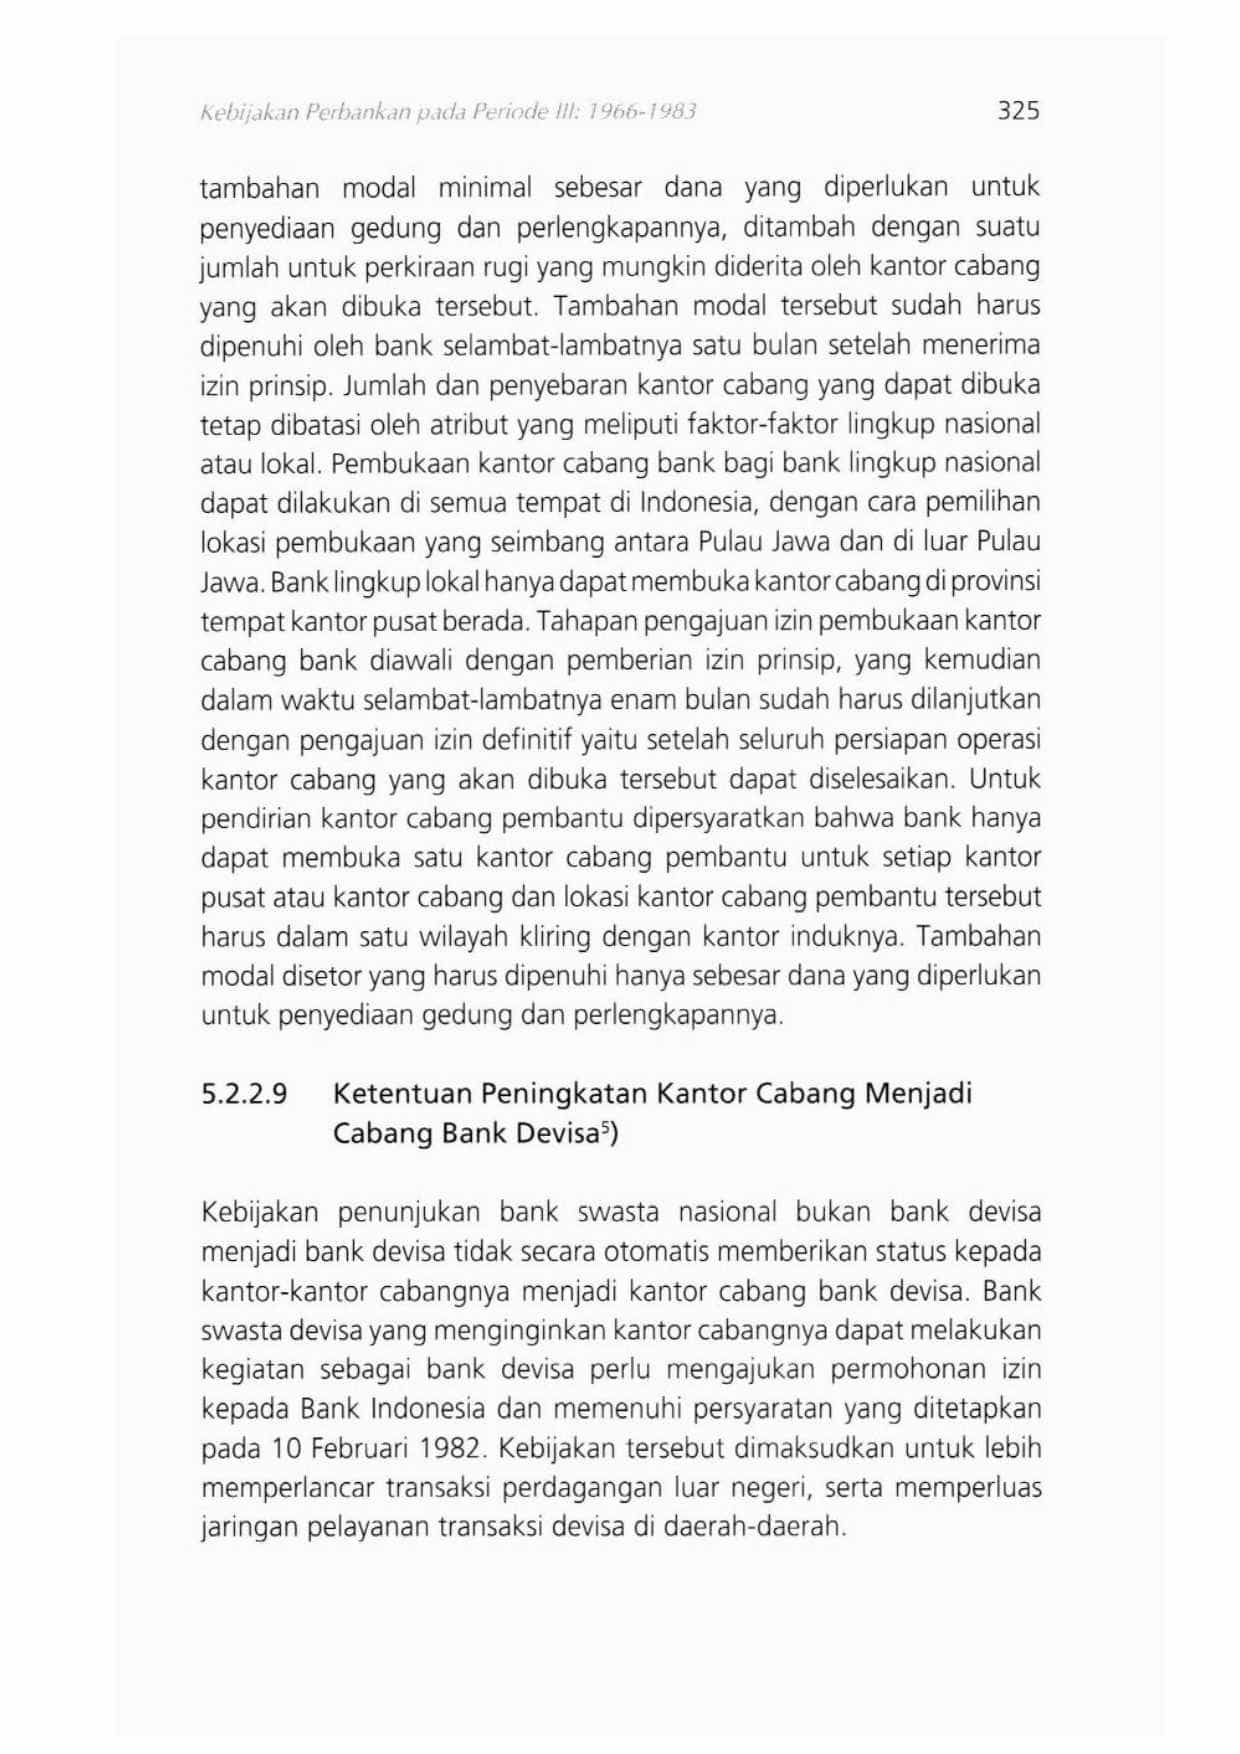 Kebijakan Perbankan pada Periode III: 1966-1983 325
tambahan modal minimal sebesar dana yang diperlukan untuk
penyediaan gedung dan perlengkapannya, ditambah dengan suatu
jumlah untuk perkiraan rugi yang mungkin diderita oleh kantor cabang
yang akan dibuka tersebut. Tambahan modal tersebut sudah harus
dipenuhi oleh bank selambat-lambatnya satu bulan setelah menerima
izin prinsip. Jumlah dan penyebaran kantor cabang yang dapat dibuka
tetap dibatasi oleh atribut yang meliputi faktor-faktor lingkup nasional
atau lokal. Pembukaan kantor cabang bank bagi bank lingkup nasional
dapat dilakukan di semua tempat di Indonesia, dengan cara pemilihan
lokasi pembukaan yang seimbang antara Pulau Jawa dan di luar Pulau
Jawa. Bank lingkup lokal hanya dapat membuka kantor cabang di provinsi
tempat kantor pusat berada. Tahapan pengajuan izin pembukaan kantor
cabang bank diawali dengan pemberian izin prinsip, yang kemudian
dalam waktu selambat-lambatnya enam bulan sudah harus dilanjutkan
dengan pengajuan izin definitif yaitu setelah seluruh persiapan operasi
kantor cabang yang akan dibuka tersebut dapat diselesaikan. Untuk
pendirian kantor cabang pembantu dipersyaratkan bahwa bank hanya
dapat membuka satu kantor cabang pembantu untuk setiap kantor
pusat atau kantor cabang dan lokasi kantor cabang pembantu tersebut
harus dalam satu wilayah kliring dengan kantor induknya. Tambahan
modal disetor yang harus dipenuhi hanya sebesar dana yang diperlukan
untuk penyediaan gedung dan perlengkapannya.
5.2.2.9 Ketentuan Peningkatan Kantor Cabang Menjadi
Cabang Bank Devisa⁵)
Kebijakan penunjukan bank swasta nasional bukan bank devisa
menjadi bank devisa tidak secara otomatis memberikan status kepada
kantor-kantor cabangnya menjadi kantor cabang bank devisa. Bank
swasta devisa yang menginginkan kantor cabangnya dapat melakukan
kegiatan sebagai bank devisa perlu mengajukan permohonan izin
kepada Bank Indonesia dan memenuhi persyaratan yang ditetapkan
pada 10 Februari 1982. Kebijakan tersebut dimaksudkan untuk lebih
memperlancar transaksi perdagangan luar negeri, serta memperluas
jaringan pelayanan transaksi devisa di daerah-daerah.